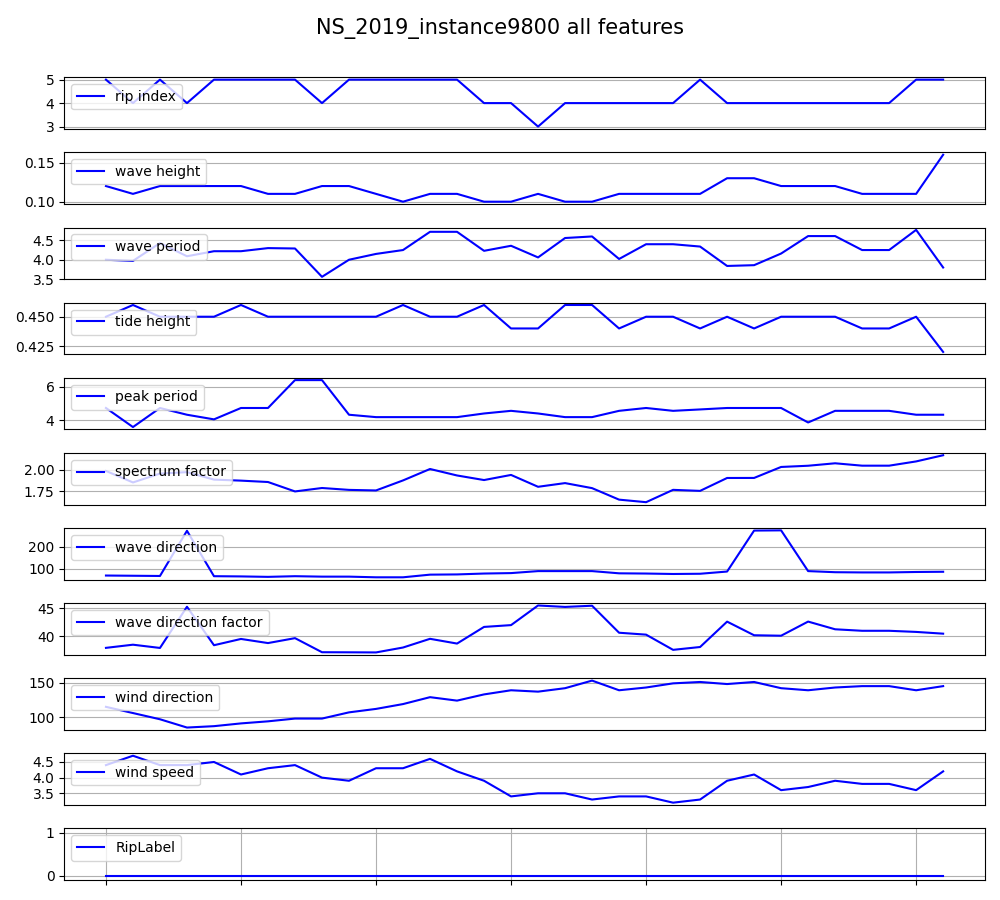 NS_2019_instance9800 all features
5
4
3
rip index
0.15
0.10
wave height
4.5
4.0
3.5
wave period
0.450
0.425
tide height
6
4
peak period
2.00
1.75
spectrum factor
200
100
wave direction
45
40
wave direction factor
150
100
wind direction
4.5
4.0
3.5
wind speed
1
0
RipLabel